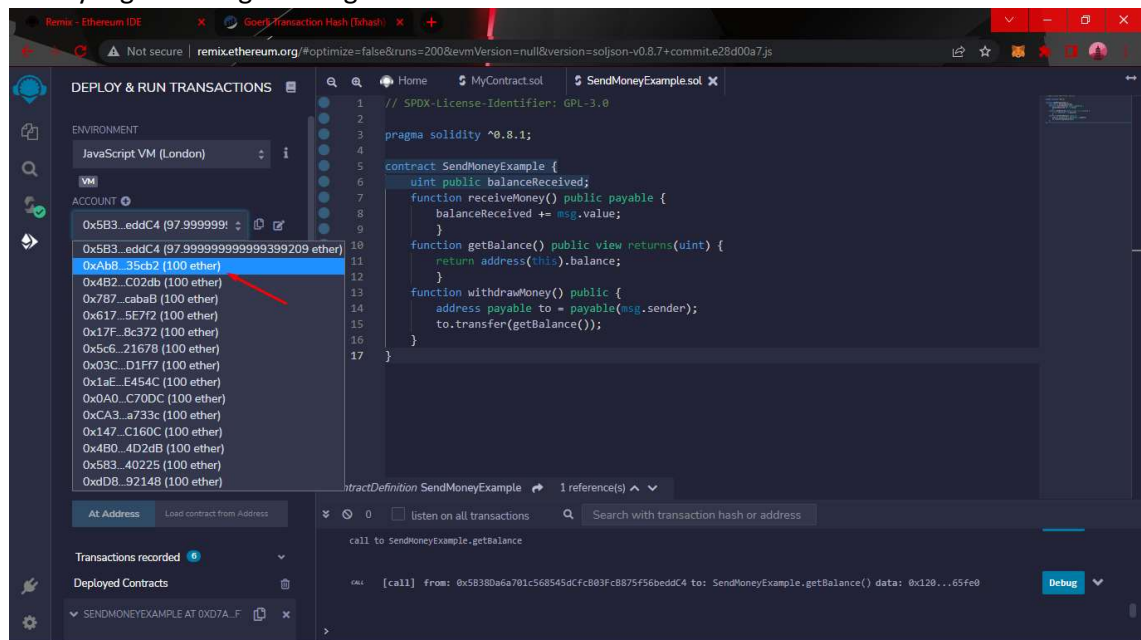 Remix - Ethereum IDE
Goerli Transaction Hash (Txhash)
Not secure | remix.ethereum.org/#optimize=false&runs=200&evmVersion=null&version=soljson-v0.8.7+commit.e28d00a7.js
DEPLOY & RUN TRANSACTIONS
ENVIRONMENT
JavaScript VM (London)
VM
ACCOUNT
0x5B3...eddC4 (97.999999
0x5B3...eddC4 (97.999999999999399209 ether)
0xAb8...35cb2 (100 ether)
0x4B2...C02db (100 ether)
0x787...cabaB (100 ether)
0x617...5E7f2 (100 ether)
0x17F...8c372 (100 ether)
0x5c6...21678 (100 ether)
0x03C...D1Ff7 (100 ether)
0x1aE...E454C (100 ether)
0x0A0...C70DC (100 ether)
0xCA3...a733c (100 ether)
0x147...C160C (100 ether)
0x4B0...4D2dB (100 ether)
0x583...40225 (100 ether)
0xdD8...92148 (100 ether)
At Address Load contract from Address
Transactions recorded 6
Deployed Contracts
SENDMONEYEXAMPLE AT 0XD7A...F
Home MyContract.sol SendMoneyExample.sol
1 // SPDX-License-Identifier: GPL-3.0
2
3 pragma solidity ^0.8.1;
4
5 contract SendMoneyExample {
6 uint public balanceReceived;
7 function receiveMoney() public payable {
8 balanceReceived += msg.value;
9 }
10 function getBalance() public view returns(uint) {
11 return address(this).balance;
12 }
13 function withdrawMoney() public {
14 address payable to = payable(msg.sender);
15 to.transfer(getBalance());
16 }
17 }
ntractDefinition SendMoneyExample 1 reference(s)
0 listen on all transactions Search with transaction hash or address
call to SendMoneyExample.getBalance
CALL [call] from: 0x5B38Da6a701c568545dCfcB03FcB875f56beddC4 to: SendMoneyExample.getBalance() data: 0x120...65fe0 Debug
>